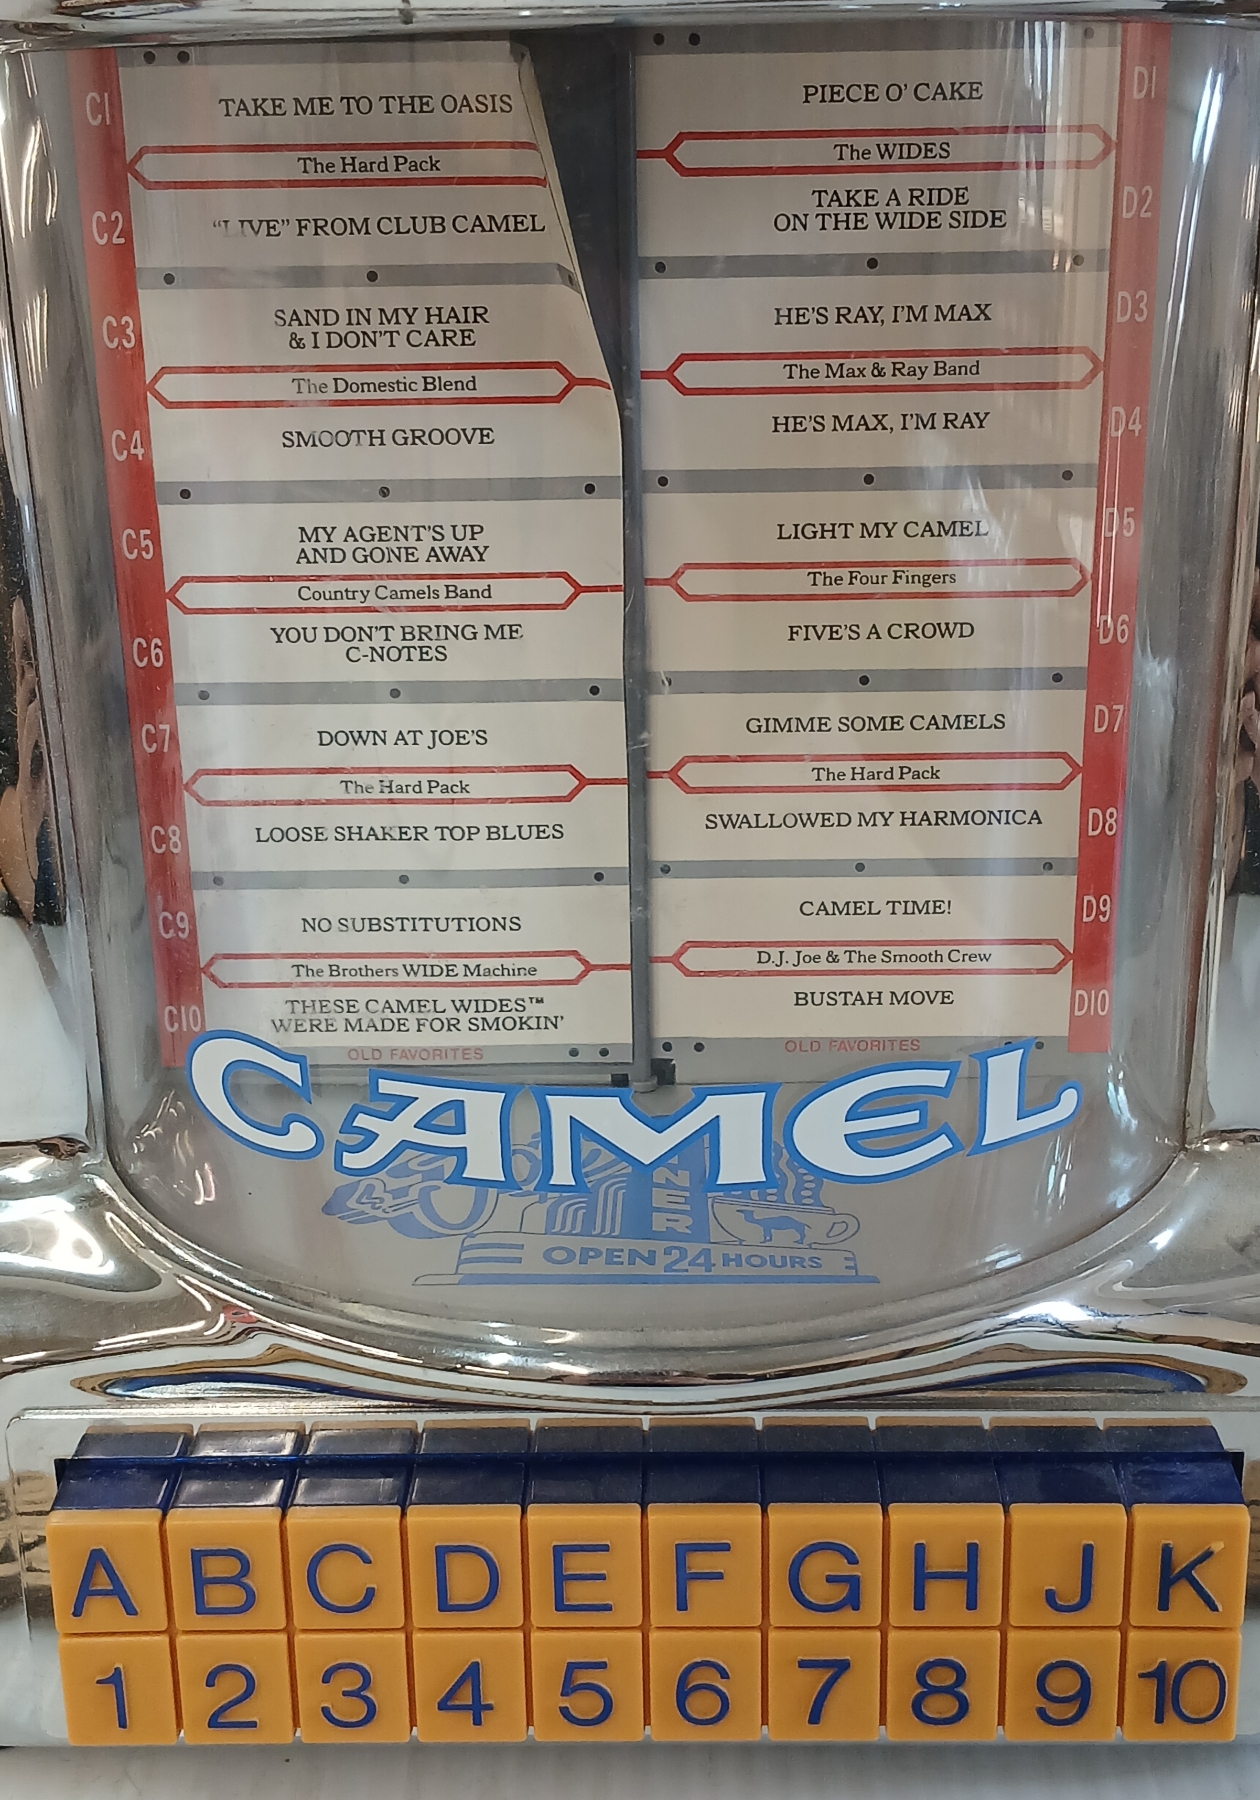 C1
TAKE ME TO THE OASIS
The Hard Pack
C2
"LIVE" FROM CLUB CAMEL
C3
SAND IN MY HAIR
& I DON'T CARE
The Domestic Blend
C4
SMOOTH GROOVE
C5
MY AGENT'S UP
AND GONE AWAY
Country Camels Band
C6
YOU DON'T BRING ME
C-NOTES
C7
DOWN AT JOE'S
The Hard Pack
C8
LOOSE SHAKER TOP BLUES
C9
NO SUBSTITUTIONS
The Brothers WIDE Machine
C10
THESE CAMEL WIDES™
WERE MADE FOR SMOKIN'
OLD FAVORITES
D1
PIECE O' CAKE
The WIDES
D2
TAKE A RIDE
ON THE WIDE SIDE
D3
HE'S RAY, I'M MAX
The Max & Ray Band
D4
HE'S MAX, I'M RAY
D5
LIGHT MY CAMEL
The Four Fingers
D6
FIVE'S A CROWD
D7
GIMME SOME CAMELS
The Hard Pack
D8
SWALLOWED MY HARMONICA
D9
CAMEL TIME!
D.J. Joe & The Smooth Crew
D10
BUSTAH MOVE
OLD FAVORITES
CAMEL
OPEN 24 HOURS
A B C D E F G H J K
1 2 3 4 5 6 7 8 9 10